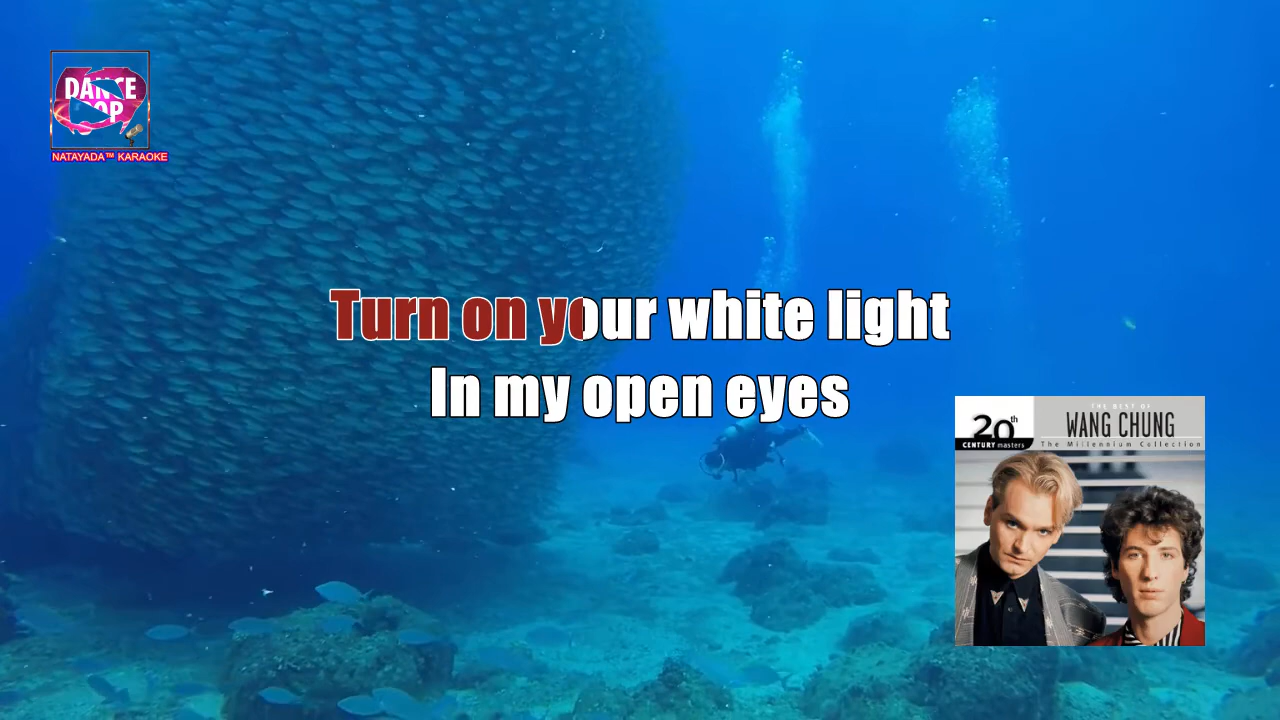 DANCE
POP
NATAYADA™ KARAOKE
Turn on your white light
In my open eyes
20th
CENTURY masters
THE BEST OF
WANG CHUNG
The Millennium Collection